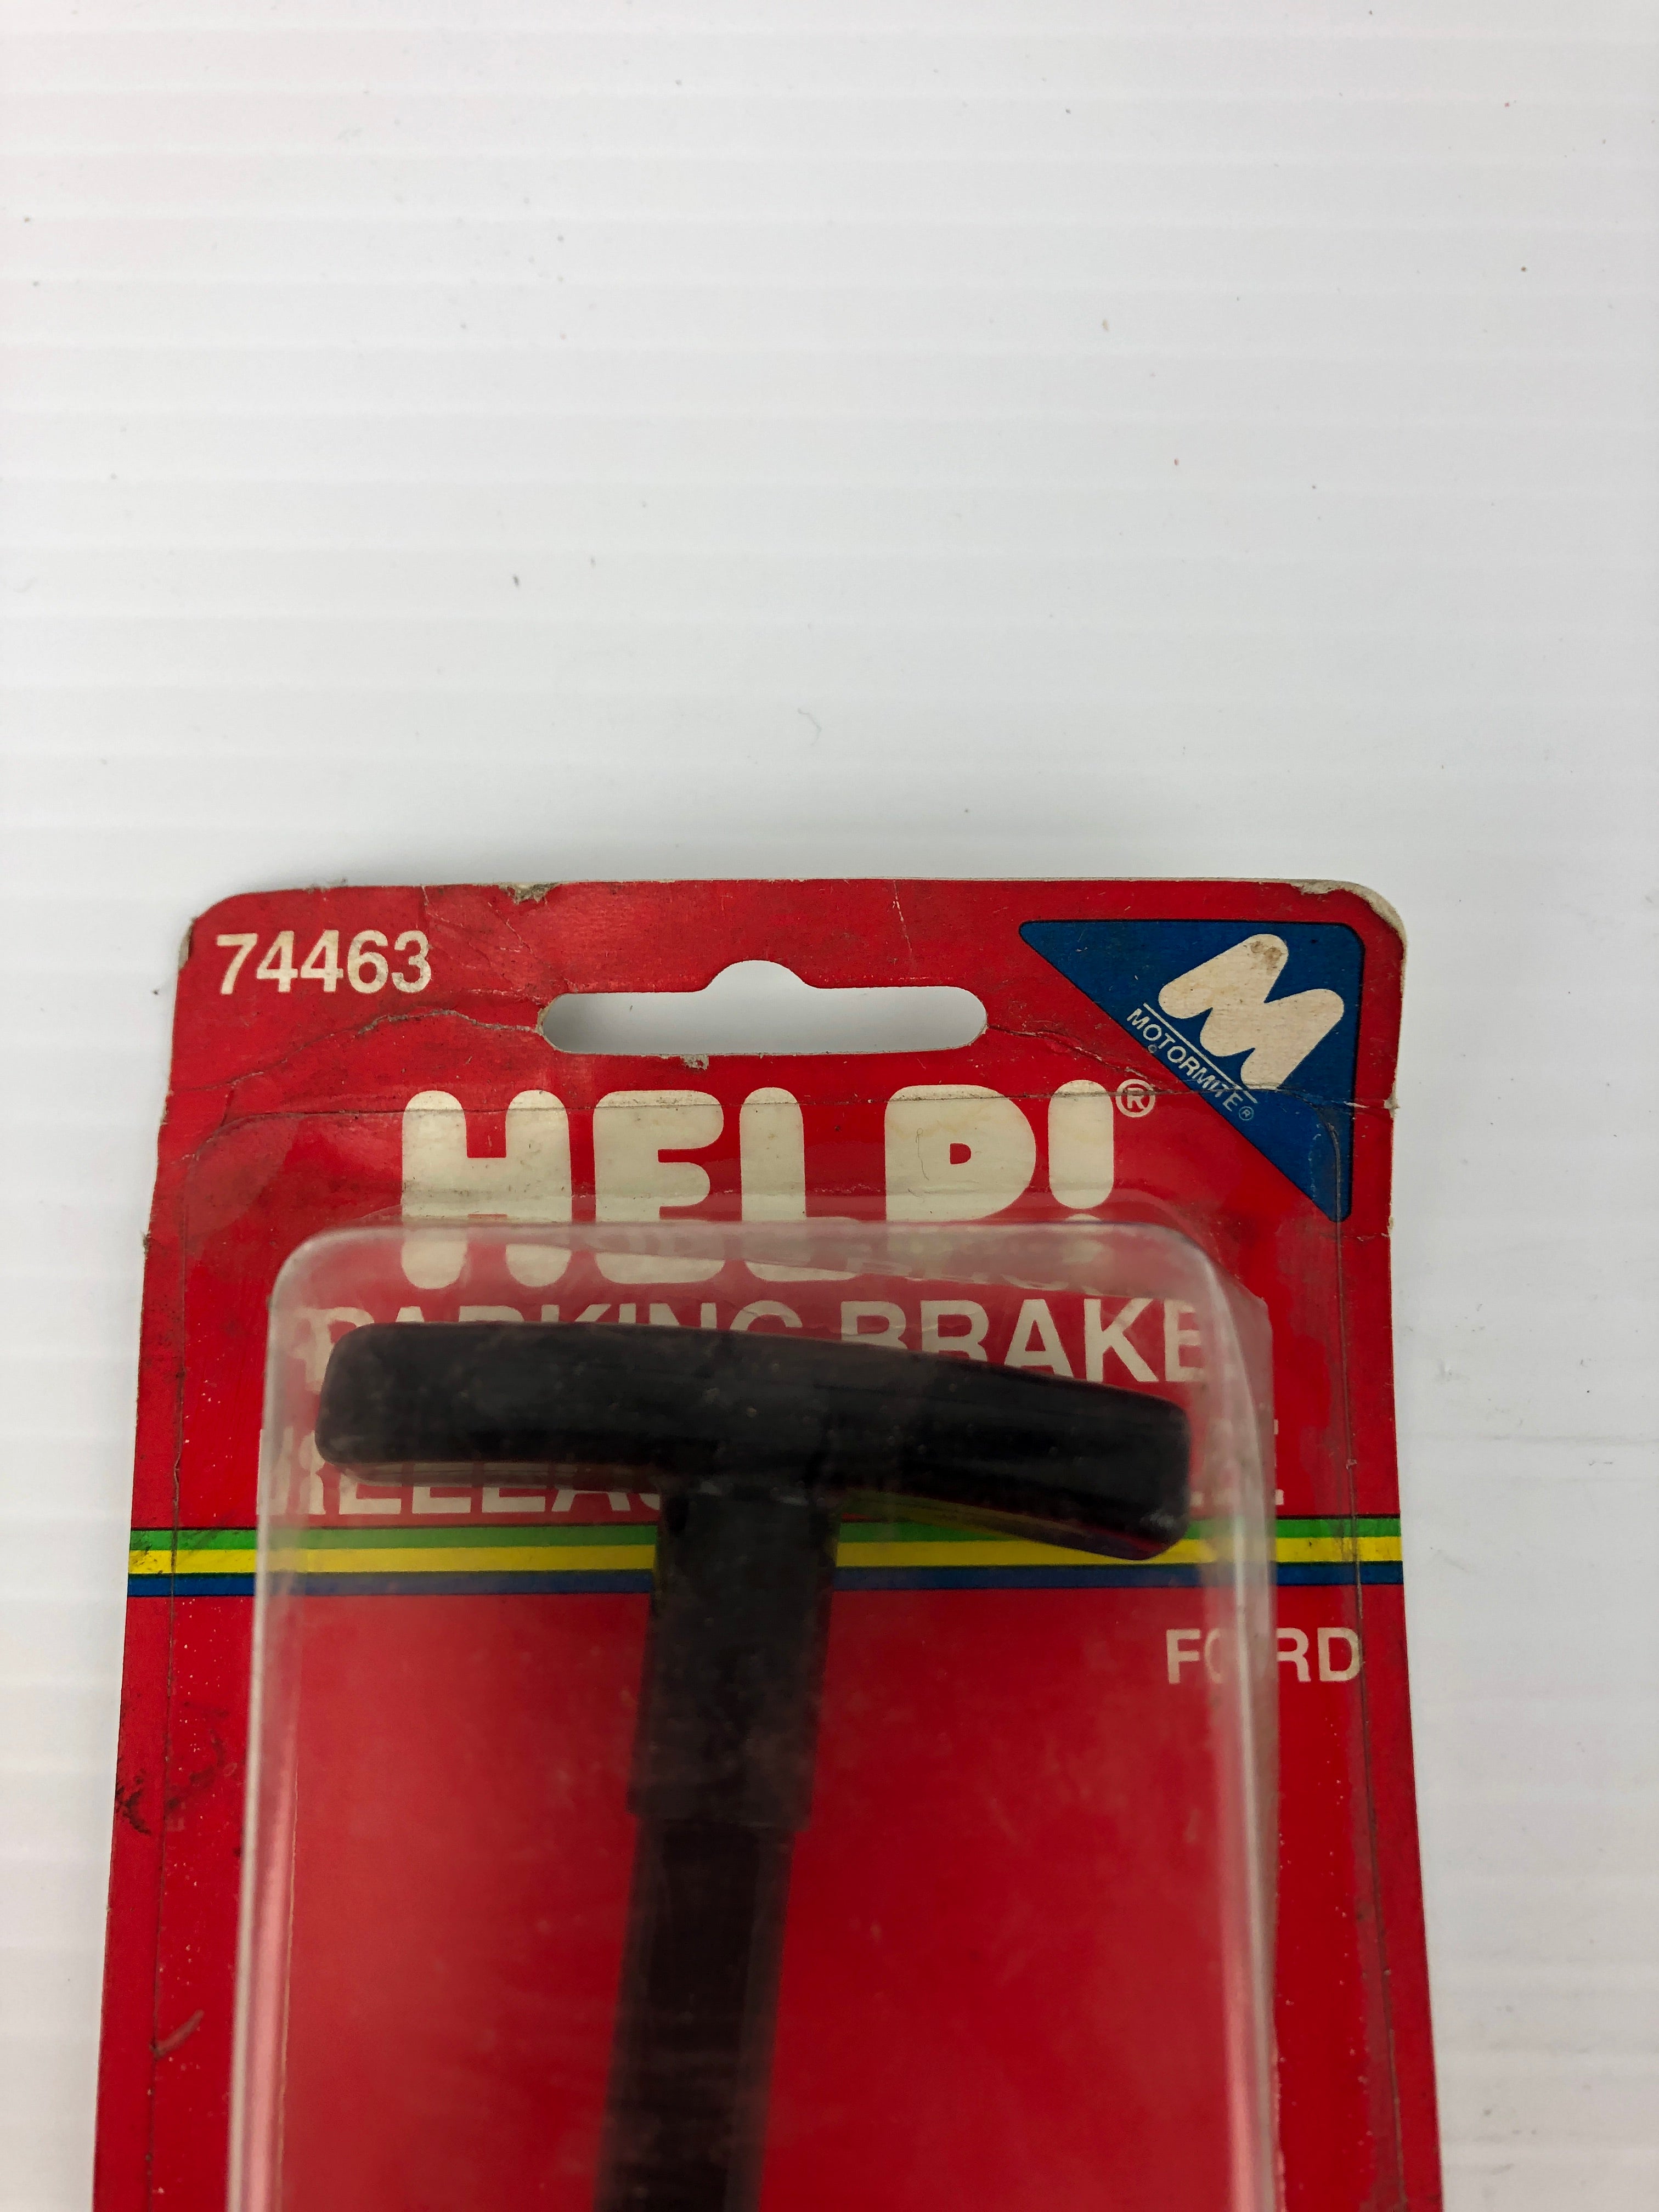 74463
MOTORMITE®
HELP!®
PARKING BRAKE
FORD